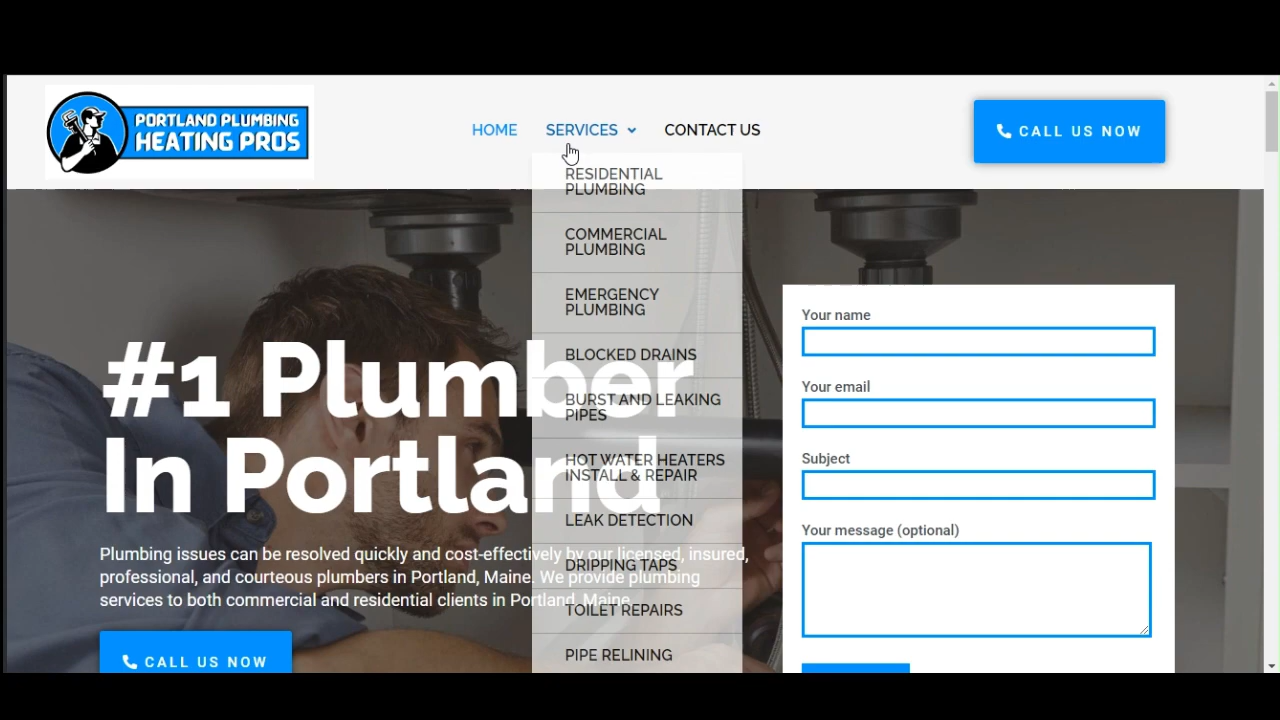 PORTLAND PLUMBING
HEATING PROS
HOME
SERVICES
CONTACT US
CALL US NOW
RESIDENTIAL
PLUMBING
COMMERCIAL
PLUMBING
EMERGENCY
PLUMBING
BLOCKED DRAINS
BURST AND LEAKING
PIPES
HOT WATER HEATERS
INSTALL & REPAIR
LEAK DETECTION
DRIPPING TAPS
TOILET REPAIRS
PIPE RELINING
#1 Plumber
In Portland
Plumbing issues can be resolved quickly and cost-effectively by our licensed, insured,
professional, and courteous plumbers in Portland, Maine. We provide plumbing
services to both commercial and residential clients in Portland, Maine.
CALL US NOW
Your name
Your email
Subject
Your message (optional)